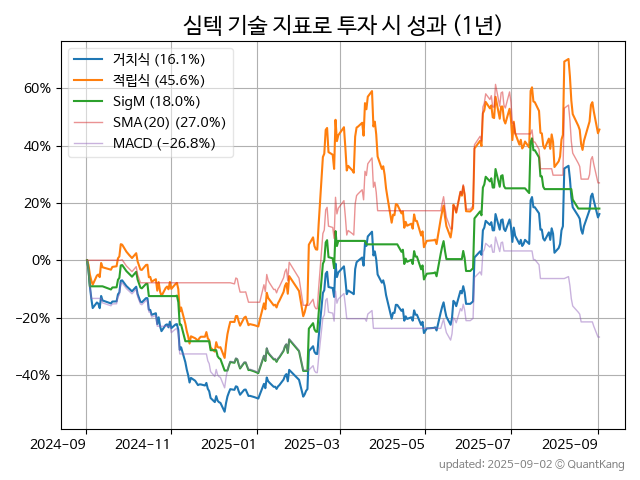 심텍 기술 지표로 투자 시 성과 (1년)
거치식 (16.1%)
적립식 (45.6%)
SigM (18.0%)
SMA(20) (27.0%)
MACD (−26.8%)
60%
40%
20%
0%
−20%
−40%
2024-09 2024-11 2025-01 2025-03 2025-05 2025-07 2025-09
updated: 2025-09-02 © QuantKang